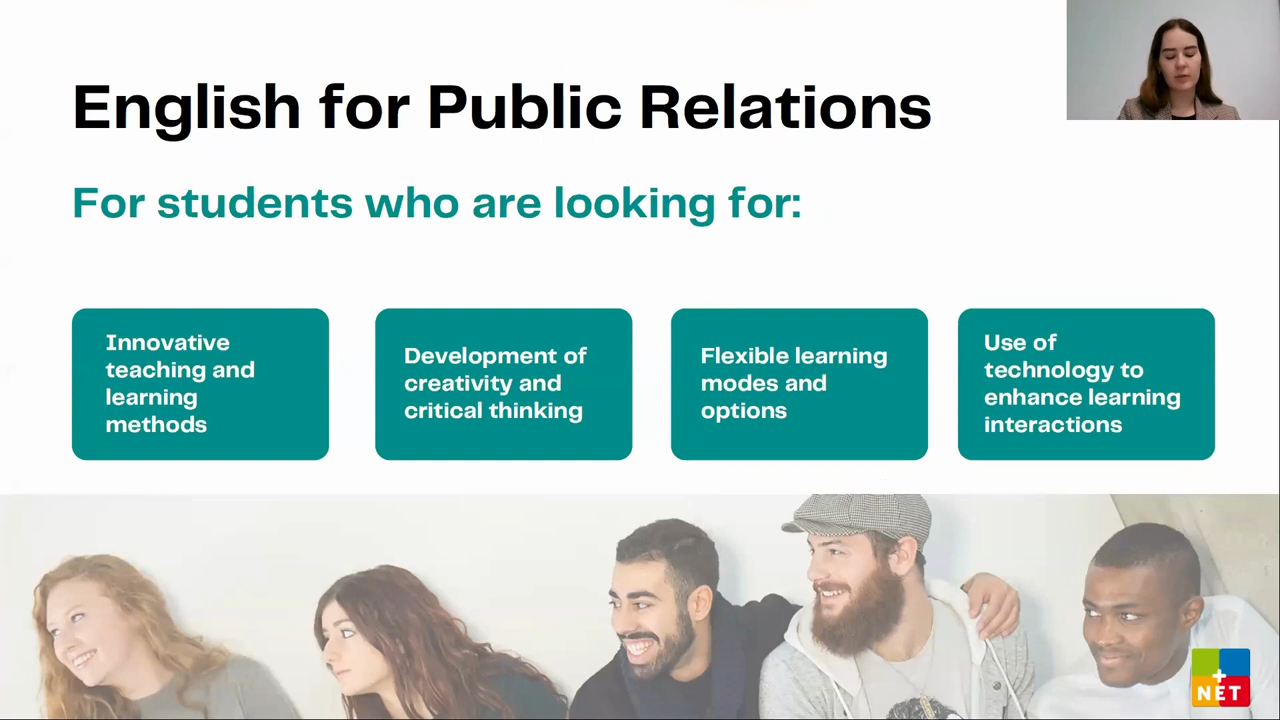 English for Public Relations
For students who are looking for:
Innovative
teaching and
learning
methods
Development of
creativity and
critical thinking
Flexible learning
modes and
options
Use of
technology to
enhance learning
interactions
+
NET